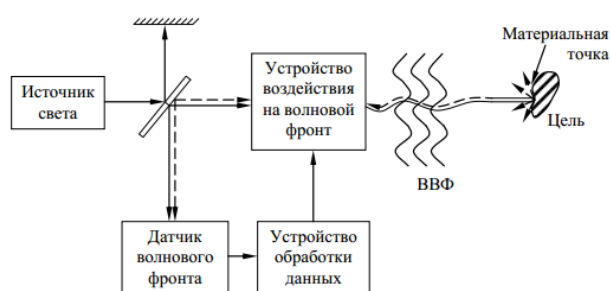 Источник
света
Устройство
воздействия
на волновой
фронт
Материальная
точка
Цель
ВВФ
Датчик
волнового
фронта
Устройство
обработки
данных